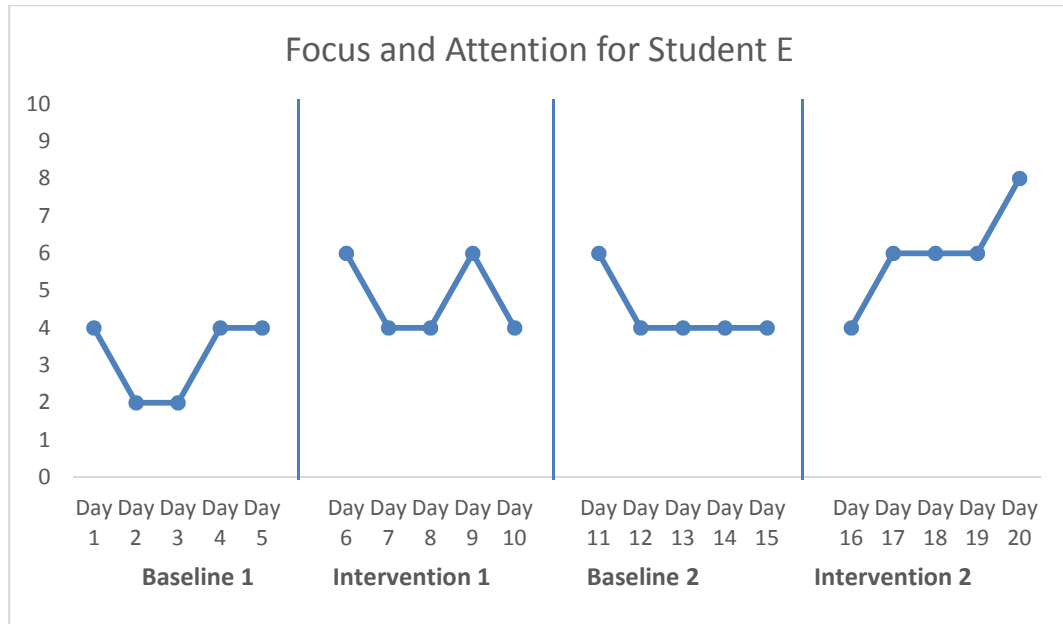 Focus and Attention for Student E
10
9
8
7
6
5
4
3
2
1
0
Day Day Day Day Day Day Day Day Day Day Day Day Day Day Day Day Day Day Day Day
1 2 3 4 5 6 7 8 9 10 11 12 13 14 15 16 17 18 19 20
Baseline 1 Intervention 1 Baseline 2 Intervention 2